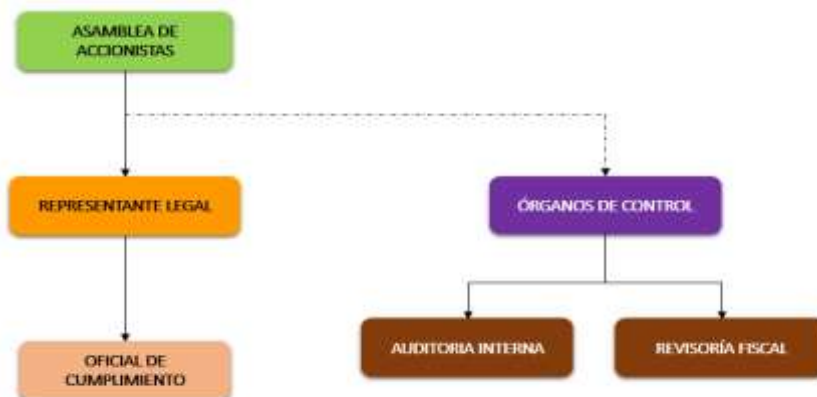 ASAMBLEA DE
ACCIONISTAS
REPRESENTANTE LEGAL
ÓRGANOS DE CONTROL
AUDITORIA INTERNA
REVISORÍA FISCAL
OFICIAL DE
CUMPLIMIENTO